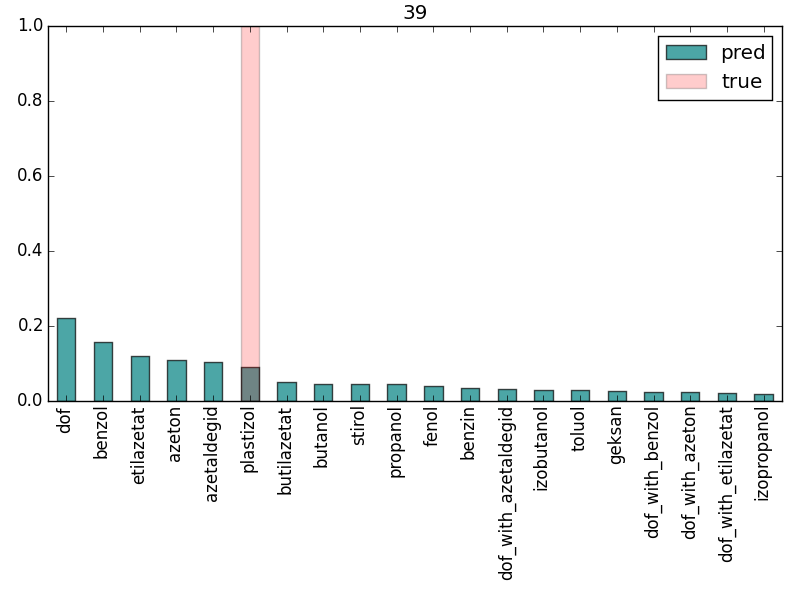 39
1.0
0.8
0.6
0.4
0.2
0.0
pred
true
dof
benzol
etilazetat
azeton
azetaldegid
plastizol
butilazetat
butanol
stirol
propanol
fenol
benzin
dof_with_azetaldegid
izobutanol
toluol
geksan
dof_with_benzol
dof_with_azeton
dof_with_etilazetat
izopropanol